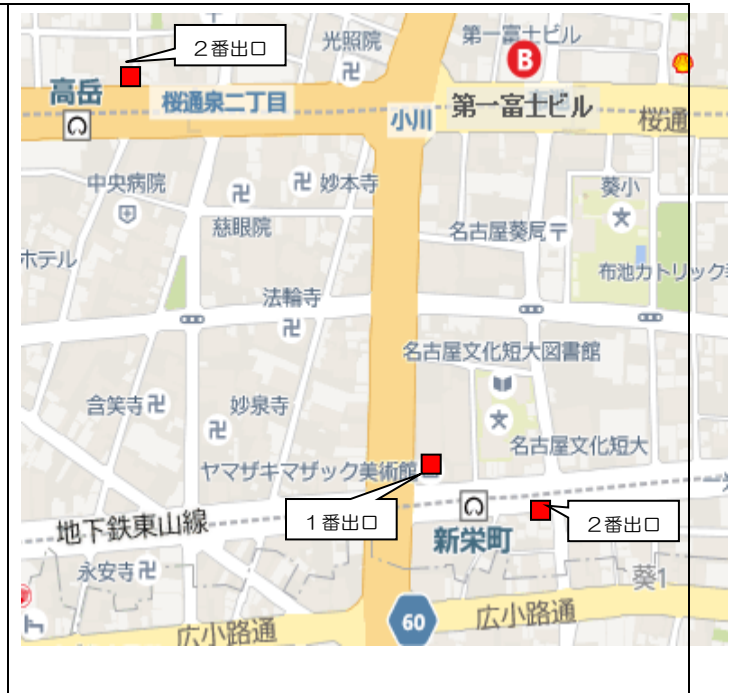 2番出口
光照院
第一富士ビル
B
高岳
桜通泉二丁目
小川
第一富士ビル
桜通
中央病院
妙本寺
葵小
慈眼院
名古屋葵局
ホテル
布池カトリック
法輪寺
名古屋文化短大図書館
含笑寺
妙泉寺
名古屋文化短大
ヤマザキマザック美術館
1番出口
2番出口
地下鉄東山線
新栄町
永安寺
葵1
60
広小路通
広小路通